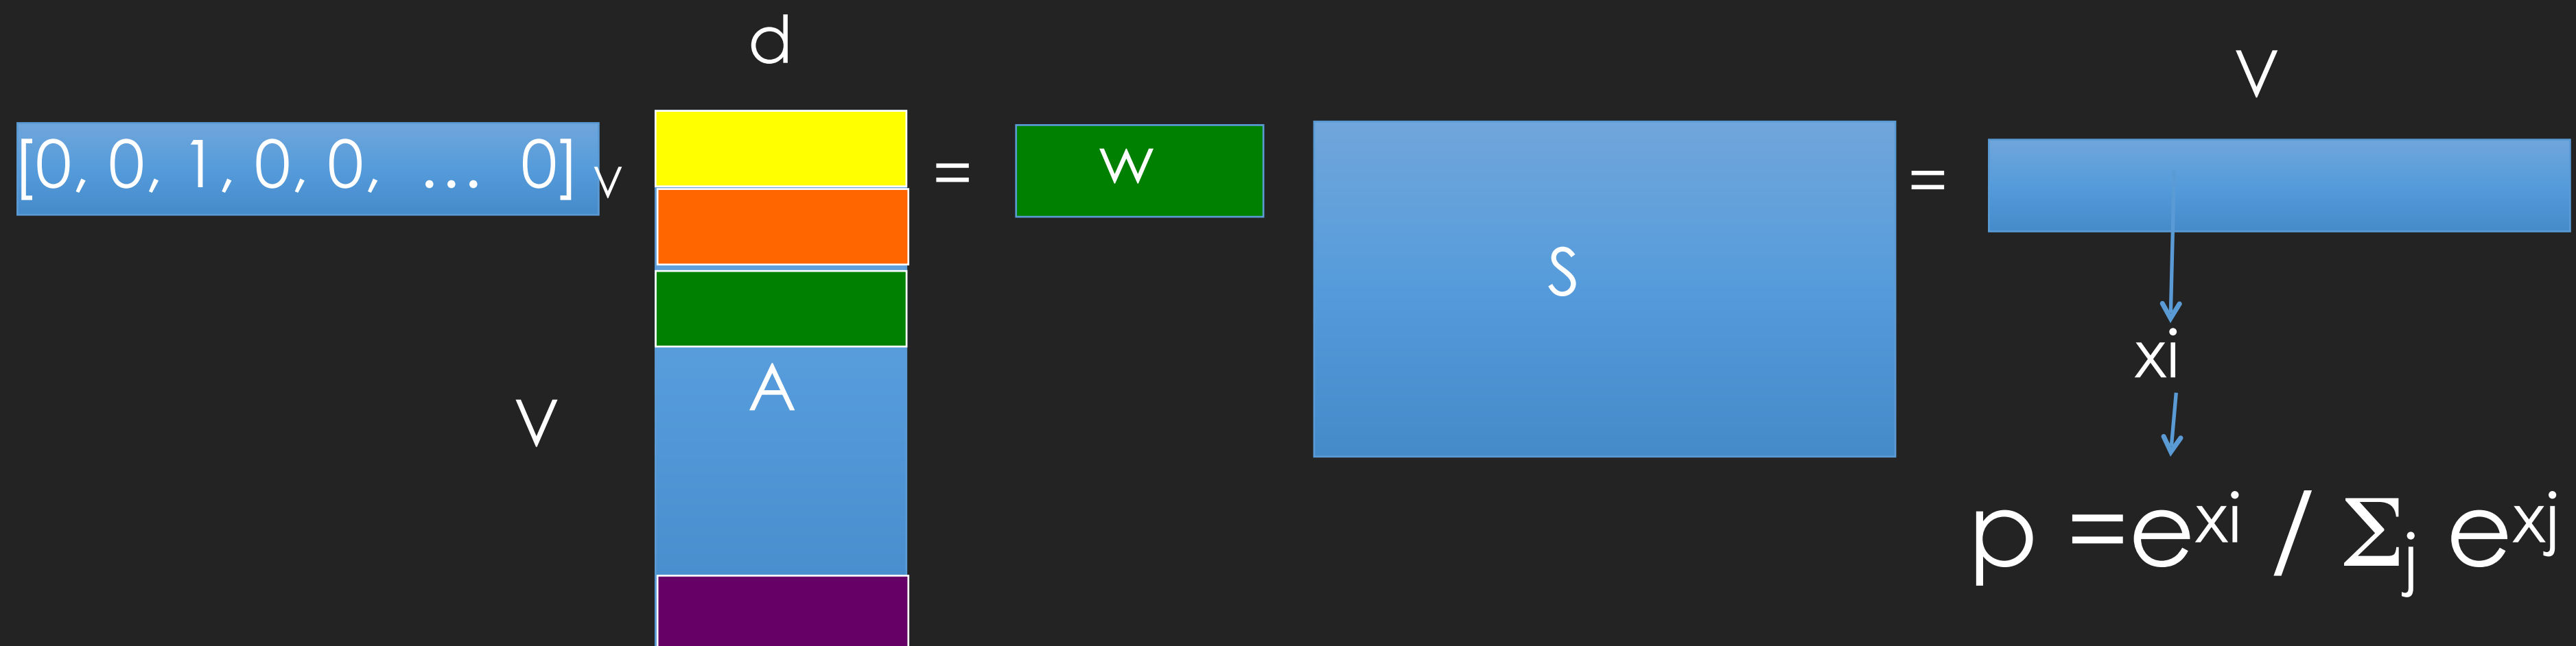 d
V
[0, 0, 1, 0, 0, ... 0] V
= w
=
S
xi
A
V
p =e^xi / Σ_j e^xj